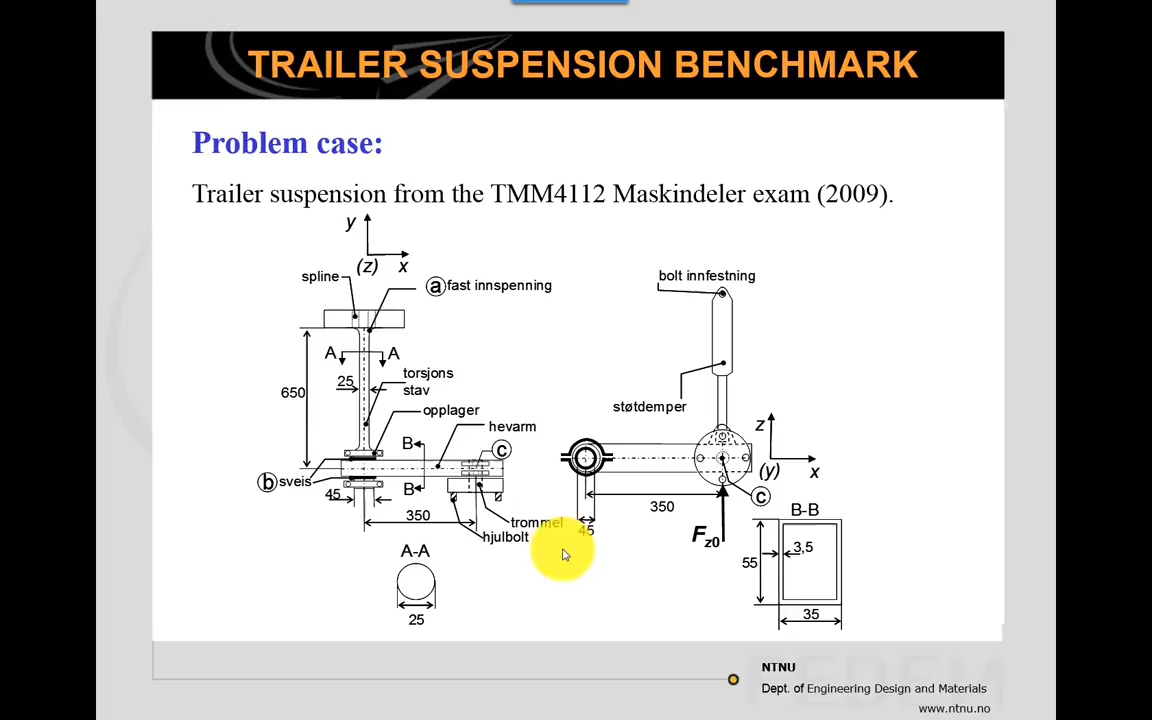 TRAILER SUSPENSION BENCHMARK
Problem case:
Trailer suspension from the TMM4112 Maskindeler exam (2009).
y
(z) x
spline
a fast innspenning
A A
25
torsjons
stav
650
opplager
B
hevarm
c
b sveis
B
45
350
trommel
hjulbolt
A-A
25
bolt innfestning
støtdemper
z
(y) x
c
350
45
Fz0
B-B
3,5
55
35
NTNU
Dept. of Engineering Design and Materials
www.ntnu.no
FEDEM